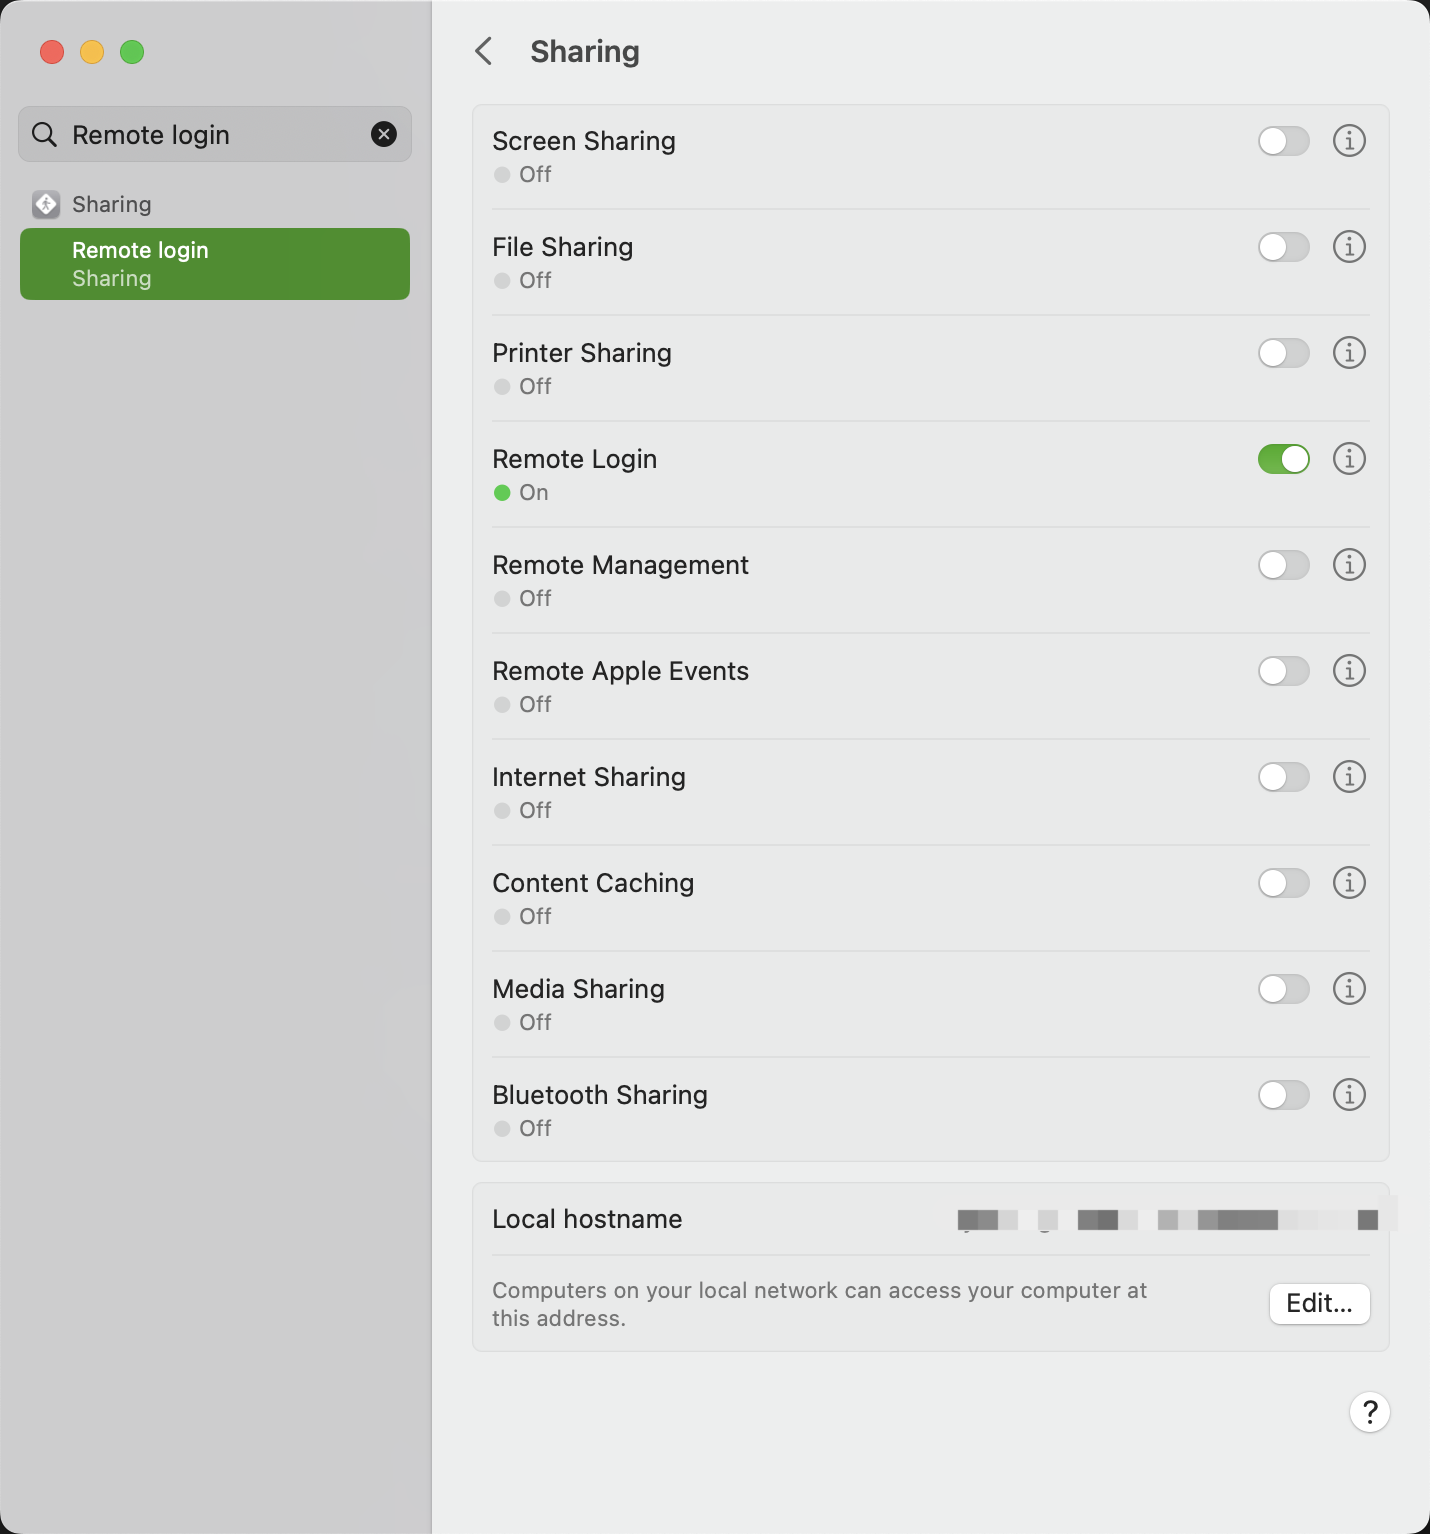 Remote login
Sharing
Remote login
Sharing
Sharing
Screen Sharing
Off
File Sharing
Off
Printer Sharing
Off
Remote Login
On
Remote Management
Off
Remote Apple Events
Off
Internet Sharing
Off
Content Caching
Off
Media Sharing
Off
Bluetooth Sharing
Off
Local hostname
Computers on your local network can access your computer at
this address.
Edit...
?